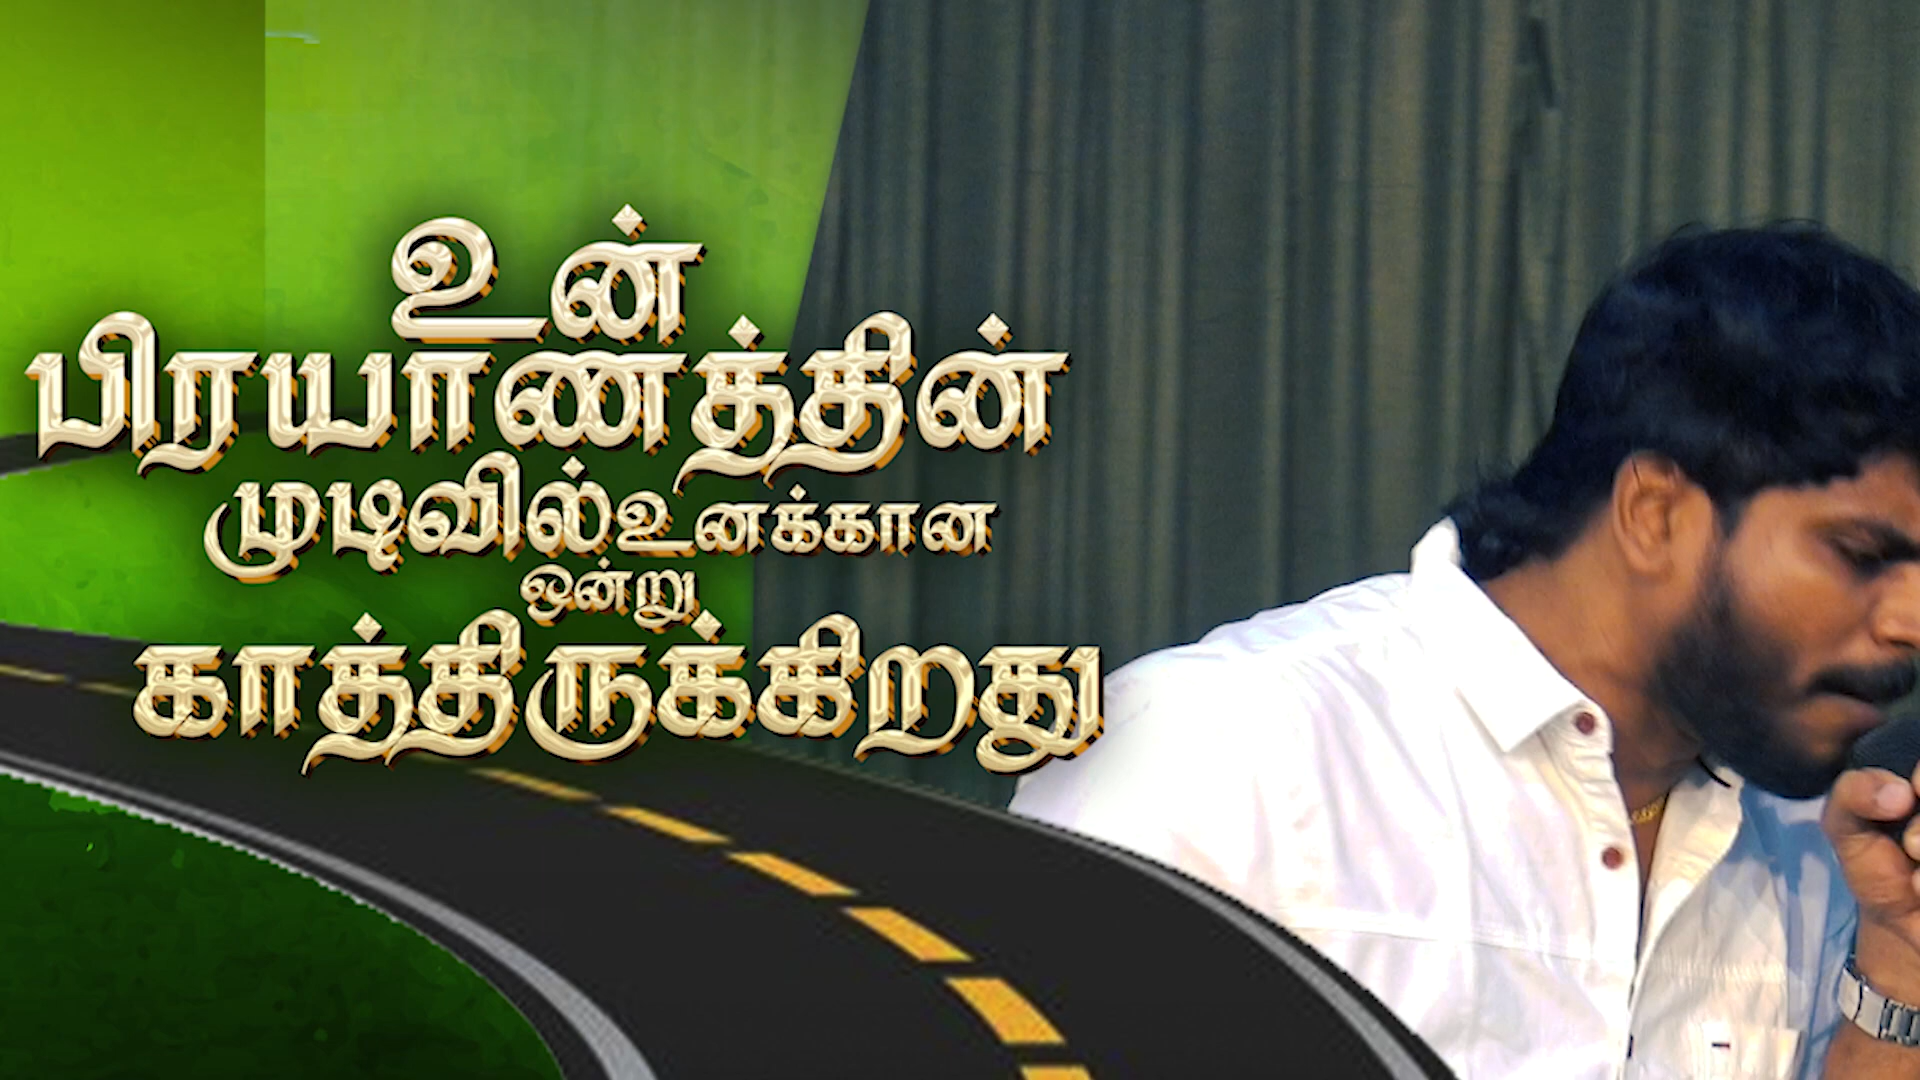 உன்
பிரயாணத்தின்
முடிவில் உனக்கான
ஒன்று
காத்திருக்கிறது